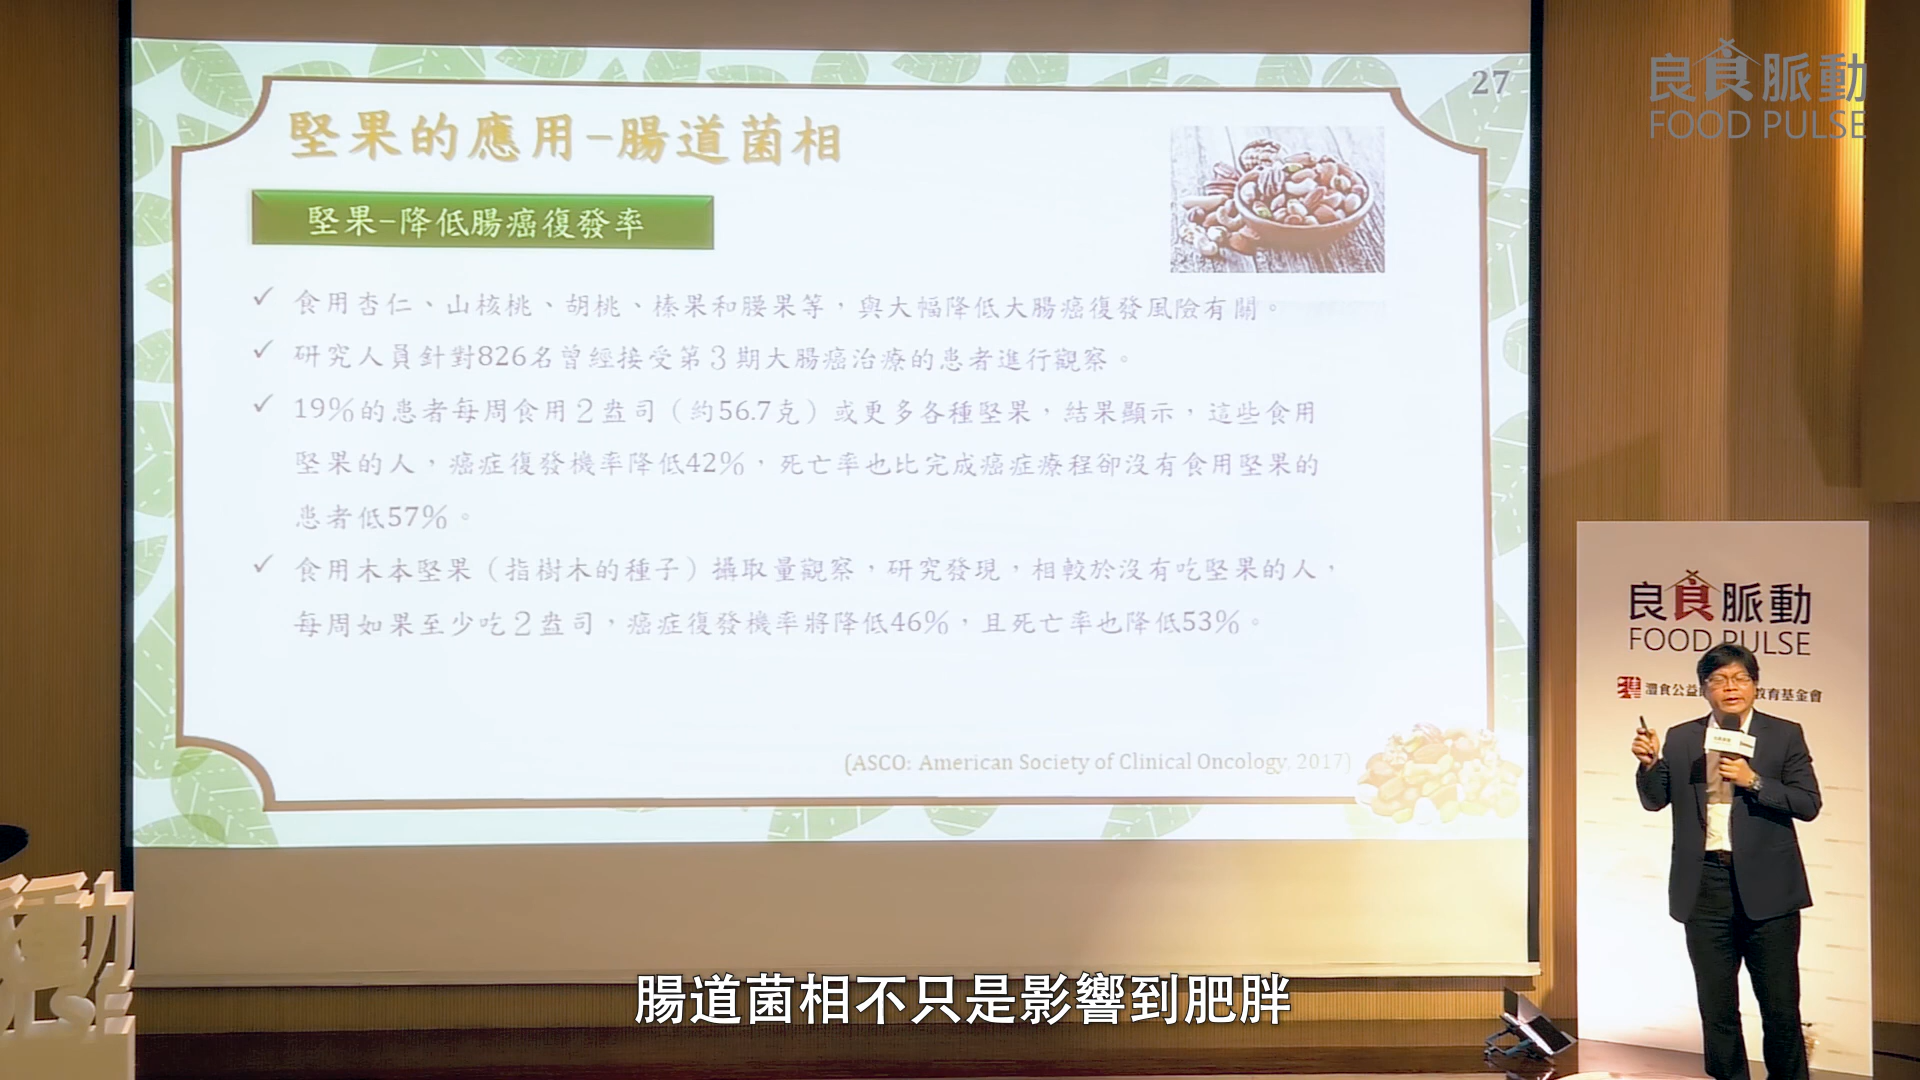 27
良食脈動
FOOD PULSE
堅果的應用-腸道菌相
堅果-降低腸癌復發率
✓ 食用杏仁、山核桃、胡桃、榛果和腰果等，與大幅降低大腸癌復發風險有關。
✓ 研究人員針對826名曾經接受第3期大腸癌治療的患者進行觀察。
✓ 19%的患者每周食用2盎司（約56.7克）或更多各種堅果，結果顯示，這些食用
堅果的人，癌症復發機率降低42%，死亡率也比完成癌症療程卻沒有食用堅果的
患者低57%。
✓ 食用木本堅果（指樹木的種子）攝取量觀察，研究發現，相較於沒有吃堅果的人，
每周如果至少吃2盎司，癌症復發機率將降低46%，且死亡率也降低53%。
(ASCO: American Society of Clinical Oncology, 2017)
良食脈動
FOOD PULSE
灃食公益 教育基金會
腸道菌相不只是影響到肥胖